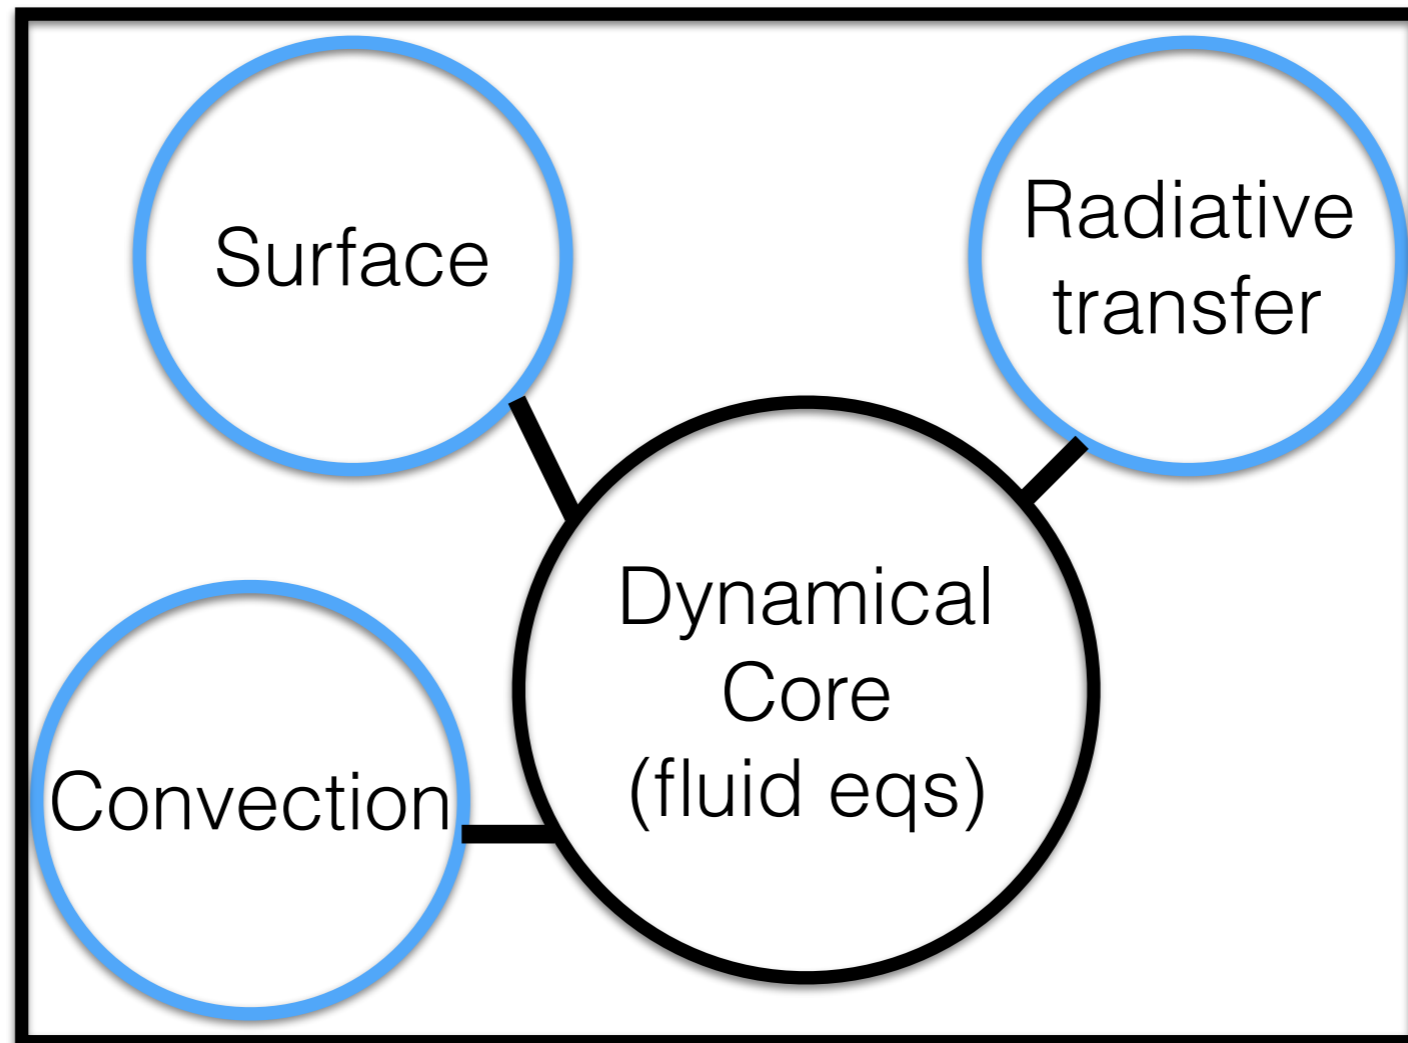 Surface
Radiative
transfer
Dynamical
Core
(fluid eqs)
Convection